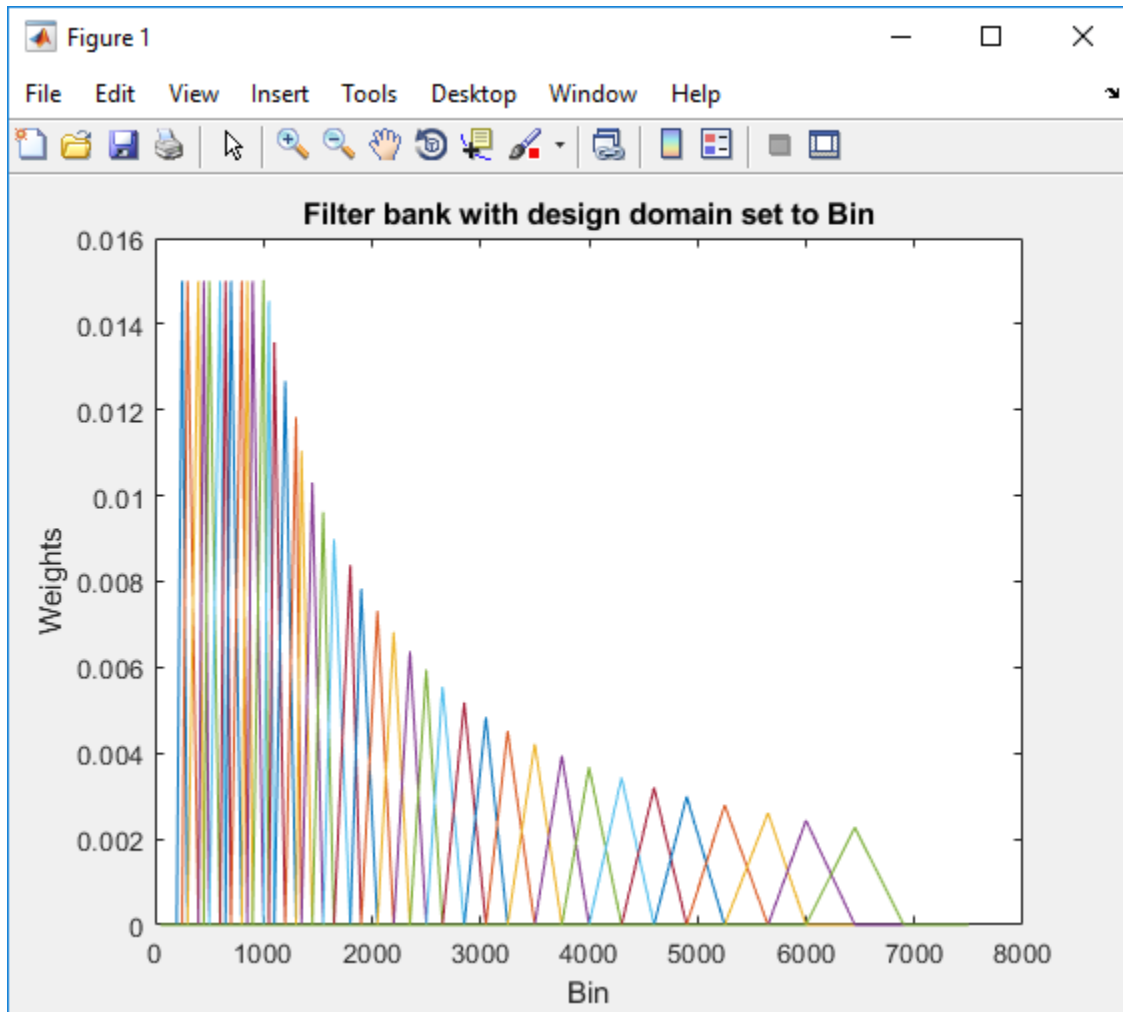 Figure 1
File Edit View Insert Tools Desktop Window Help
Filter bank with design domain set to Bin
0.016
0.014
0.012
0.01
0.008
0.006
0.004
0.002
0
Weights
0 1000 2000 3000 4000 5000 6000 7000 8000
Bin